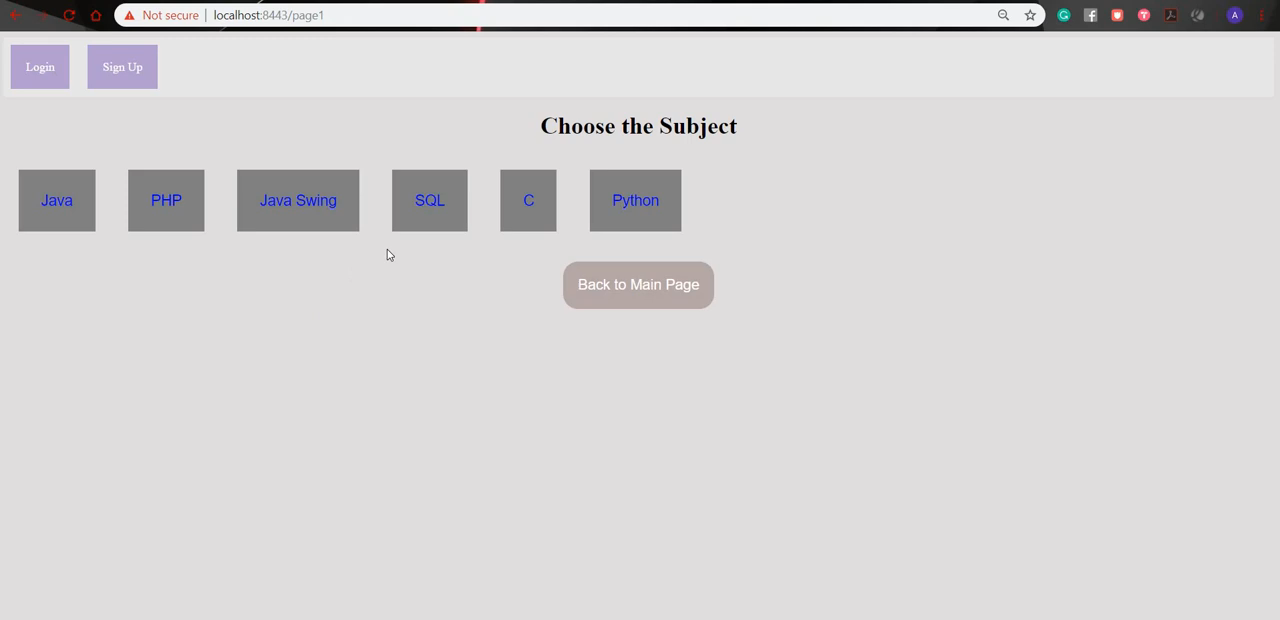 Not secure | localhost:8443/page1
A
Login Sign Up
Choose the Subject
Java PHP Java Swing SQL C Python
Back to Main Page